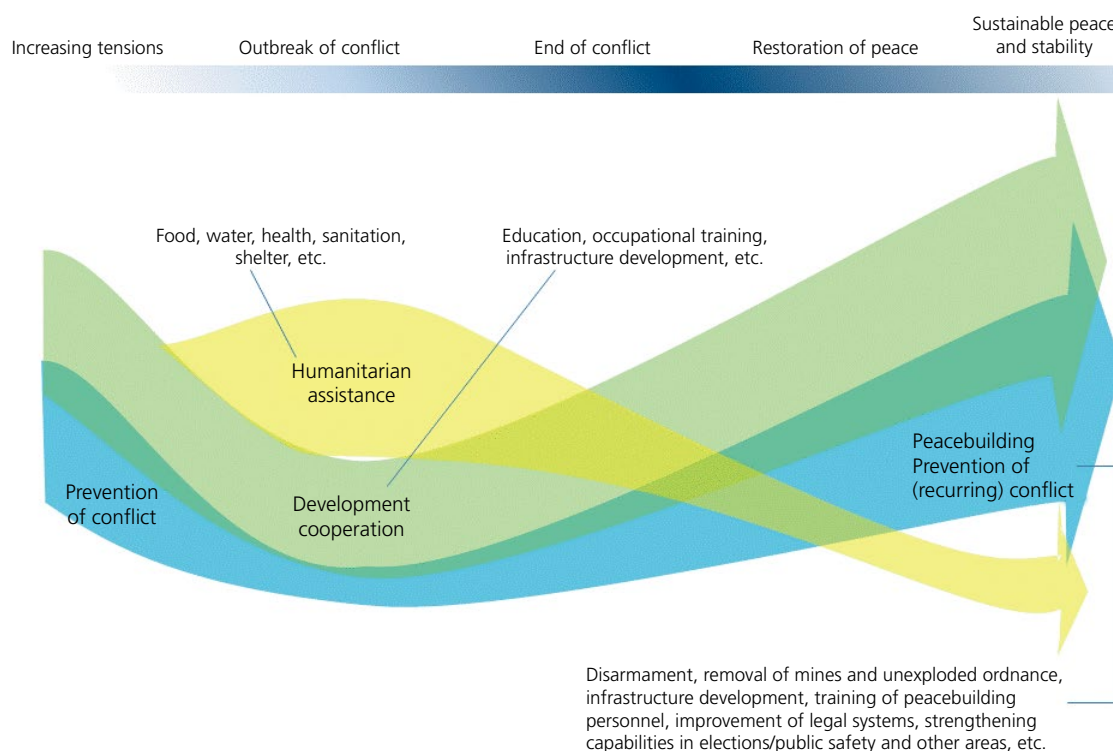 Increasing tensions
Outbreak of conflict
End of conflict
Restoration of peace
Sustainable peace
and stability
Food, water, health, sanitation,
shelter, etc.
Education, occupational training,
infrastructure development, etc.
Humanitarian
assistance
Prevention
of conflict
Development
cooperation
Peacebuilding
Prevention of
(recurring) conflict
Disarmament, removal of mines and unexploded ordnance,
infrastructure development, training of peacebuilding
personnel, improvement of legal systems, strengthening
capabilities in elections/public safety and other areas, etc.